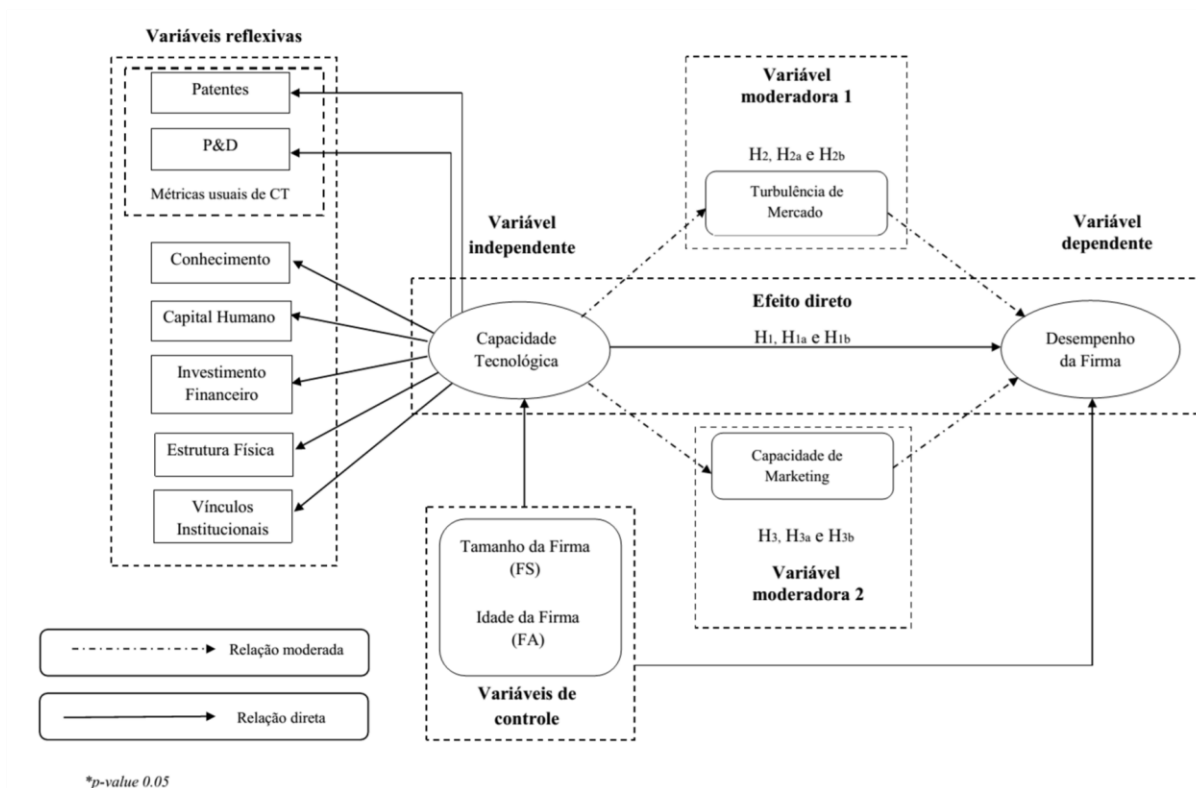 Variáveis reflexivas
Patentes
P&D
Métricas usuais de CT
Conhecimento
Capital Humano
Investimento
Financeiro
Estrutura Física
Vínculos
Institucionais
Variável
independente
Capacidade
Tecnológica
Variável
moderadora 1
H2, H2a e H2b
Turbulência de
Mercado
Efeito direto
H1, H1a e H1b
Variável
dependente
Desempenho
da Firma
Capacidade de
Marketing
H3, H3a e H3b
Variável
moderadora 2
Tamanho da Firma
(FS)
Idade da Firma
(FA)
Variáveis de
controle
Relação moderada
Relação direta
*p-value 0.05